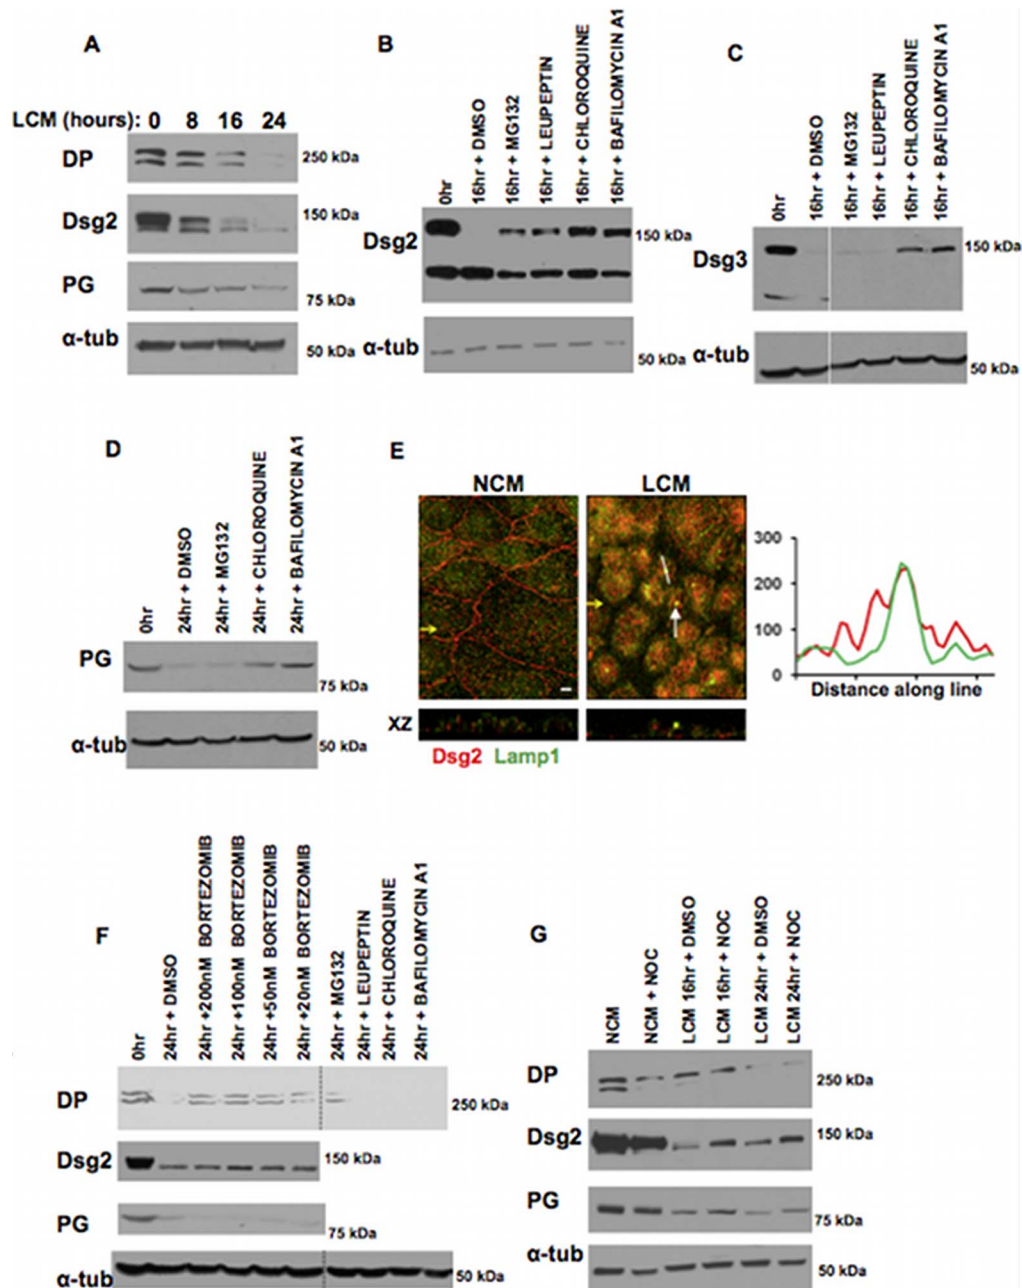 A
LCM (hours): 0 8 16 24
DP
250 kDa
Dsg2
150 kDa
PG
75 kDa
α-tub
50 kDa
B
0hr
16hr + DMSO
16hr + MG132
16hr + LEUPEPTIN
16hr + CHLOROQUINE
16hr + BAFILOMYCIN A1
Dsg2
150 kDa
α-tub
50 kDa
C
0hr
16hr + DMSO
16hr + MG132
16hr + LEUPEPTIN
16hr + CHLOROQUINE
16hr + BAFILOMYCIN A1
Dsg3
150 kDa
α-tub
50 kDa
D
0hr
24hr + DMSO
24hr + MG132
24hr + CHLOROQUINE
24hr + BAFILOMYCIN A1
PG
75 kDa
α-tub
50 kDa
E
NCM LCM
XZ
Dsg2 Lamp1
300
200
100
0
Distance along line
F
0hr
24hr + DMSO
24hr +200nM BORTEZOMIB
24hr +100nM BORTEZOMIB
24hr +50nM BORTEZOMIB
24hr +20nM BORTEZOMIB
24hr + MG132
24hr + LEUPEPTIN
24hr + CHLOROQUINE
24hr + BAFILOMYCIN A1
DP
250 kDa
Dsg2
150 kDa
PG
75 kDa
α-tub
50 kDa
G
NCM
NCM + NOC
LCM 16hr + DMSO
LCM 16hr + NOC
LCM 24hr + DMSO
LCM 24hr + NOC
DP
250 kDa
Dsg2
150 kDa
PG
75 kDa
α-tub
50 kDa